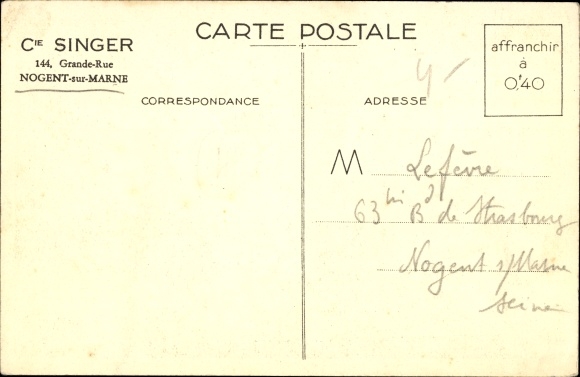 CARTE POSTALE
Cie SINGER
144, Grande-Rue
NOGENT-sur-MARNE
affranchir
à
0f,40
CORRESPONDANCE
ADRESSE
M Lefèvre
63 bis Bd de Strasbourg
Nogent s/Marne
Seine